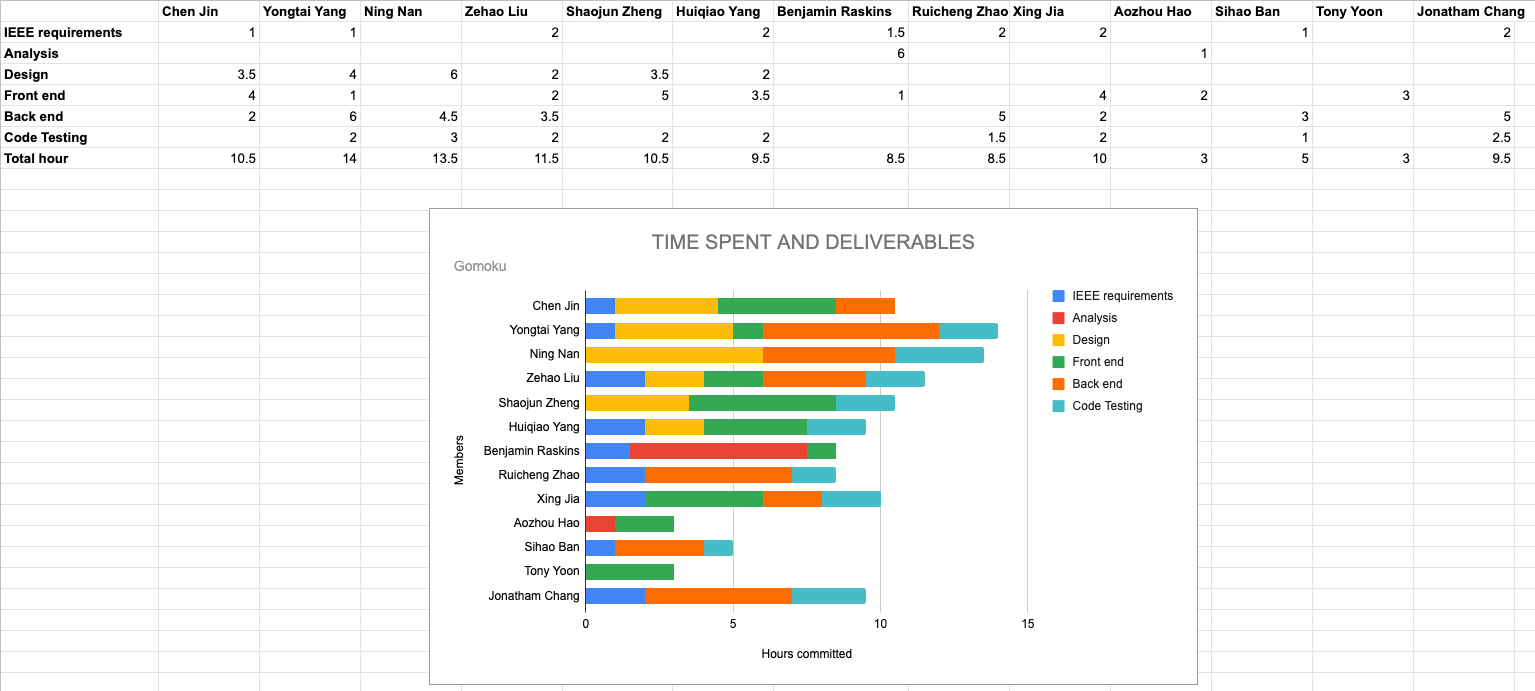 Chen Jin Yongtai Yang Ning Nan Zehao Liu Shaojun Zheng Huiqiao Yang Benjamin Raskins Ruicheng Zhao Xing Jia Aozhou Hao Sihao Ban Tony Yoon Jonatham Chang
IEEE requirements 1 1 2 2 1.5 2 2 1 2
Analysis 6 1
Design 3.5 4 6 2 3.5 2
Front end 4 1 2 5 3.5 1 4 2 3
Back end 2 6 4.5 3.5 5 2 3 5
Code Testing 2 3 2 2 2 1.5 2 1 2.5
Total hour 10.5 14 13.5 11.5 10.5 9.5 8.5 8.5 10 3 5 3 9.5
TIME SPENT AND DELIVERABLES
Gomoku
Members
Chen Jin
Yongtai Yang
Ning Nan
Zehao Liu
Shaojun Zheng
Huiqiao Yang
Benjamin Raskins
Ruicheng Zhao
Xing Jia
Aozhou Hao
Sihao Ban
Tony Yoon
Jonatham Chang
0 5 10 15
Hours committed
IEEE requirements
Analysis
Design
Front end
Back end
Code Testing